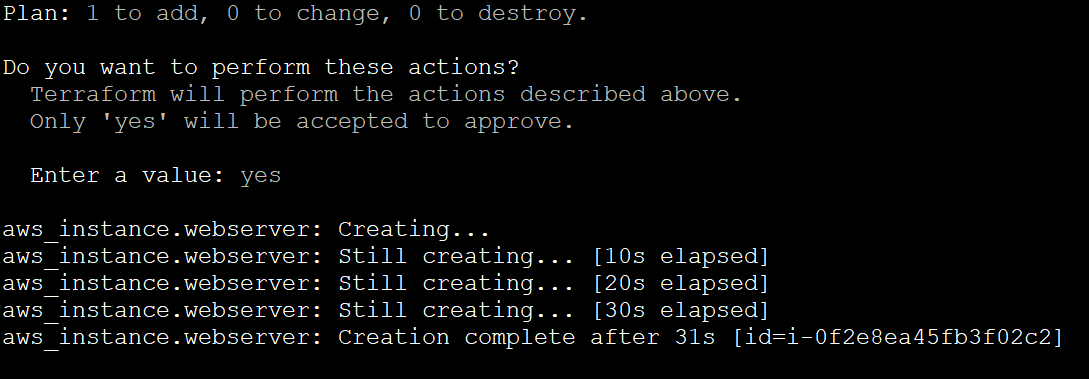 Plan: 1 to add, 0 to change, 0 to destroy.
Do you want to perform these actions?
Terraform will perform the actions described above.
Only 'yes' will be accepted to approve.
Enter a value: yes
aws_instance.webserver: Creating...
aws_instance.webserver: Still creating... [10s elapsed]
aws_instance.webserver: Still creating... [20s elapsed]
aws_instance.webserver: Still creating... [30s elapsed]
aws_instance.webserver: Creation complete after 31s [id=i-0f2e8ea45fb3f02c2]